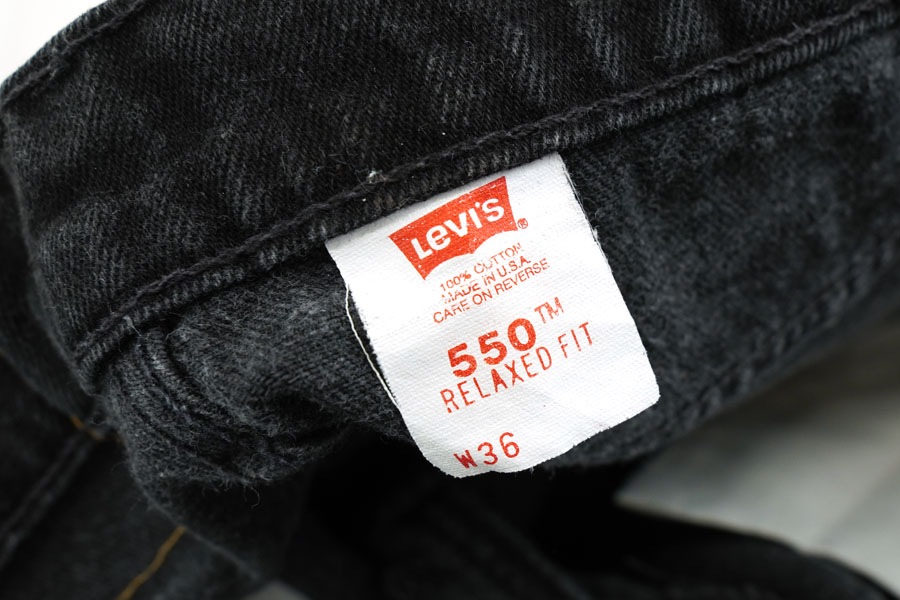 Levi's®
100% COTTON
MADE IN U.S.A.
CARE ON REVERSE
550™
RELAXED FIT
W36